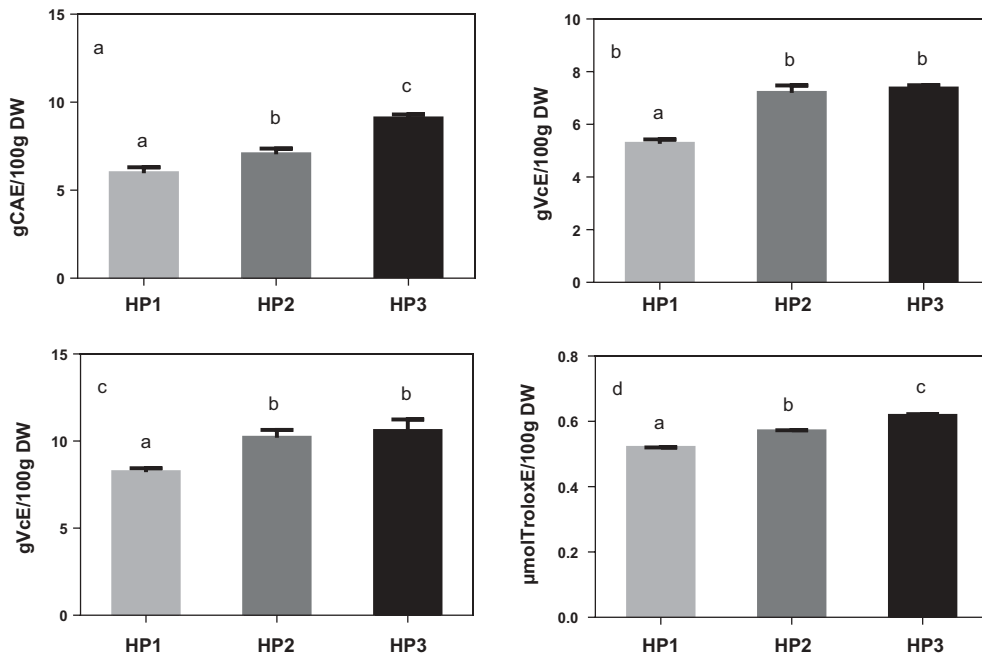 15
a
c
10
b
a
5
0
gCAE/100g DW
HP1 HP2 HP3
10
b
b b
8
a
6
4
2
0
gVcE/100g DW
HP1 HP2 HP3
15
c
b b
a
10
5
0
gVcE/100g DW
HP1 HP2 HP3
0.8
d
c
b
a
0.6
0.4
0.2
0.0
µmolTroloxE/100g DW
HP1 HP2 HP3